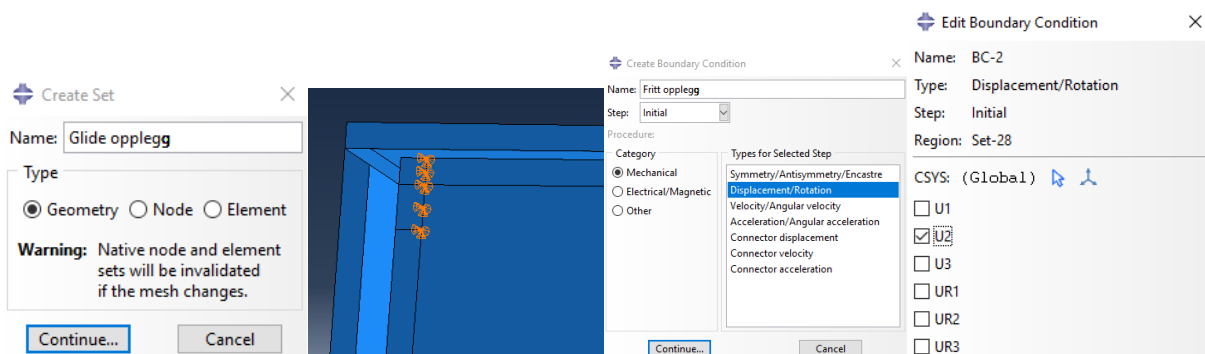 Create Set
Name: Glide opplegg
Type
Geometry Node Element
Warning: Native node and element
sets will be invalidated
if the mesh changes.
Continue... Cancel
Create Boundary Condition
Name: Fritt opplegg
Step: Initial
Procedure:
Category
Mechanical
Electrical/Magnetic
Other
Types for Selected Step
Symmetry/Antisymmetry/Encastre
Displacement/Rotation
Velocity/Angular velocity
Acceleration/Angular acceleration
Connector displacement
Connector velocity
Connector acceleration
Continue... Cancel
Edit Boundary Condition
Name: BC-2
Type: Displacement/Rotation
Step: Initial
Region: Set-28
CSYS: (Global)
U1
U2
U3
UR1
UR2
UR3